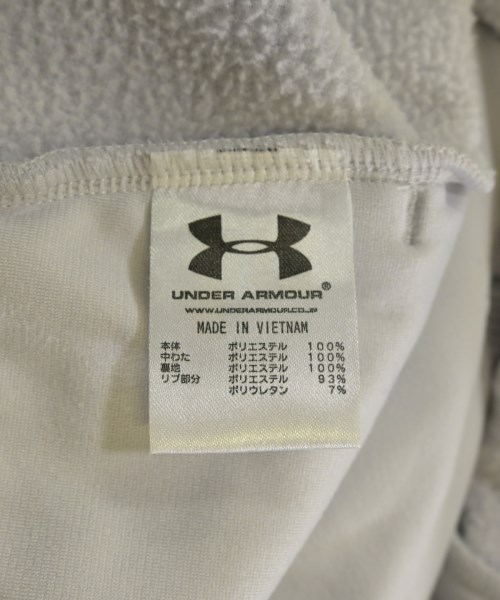 UNDER ARMOUR®
WWW.UNDERARMOUR.CO.JP
MADE IN VIETNAM
本体 ポリエステル 100%
中わた ポリエステル 100%
裏地 ポリエステル 100%
リブ部分 ポリエステル 93%
ポリウレタン 7%